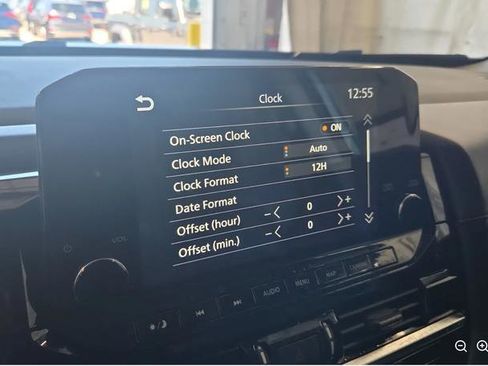 Clock 12:55
On-Screen Clock ON
Clock Mode Auto
Clock Format 12H
Date Format
Offset (hour) − 0 +
Offset (min.) − 0 +
VOL
AUDIO MENU MAP